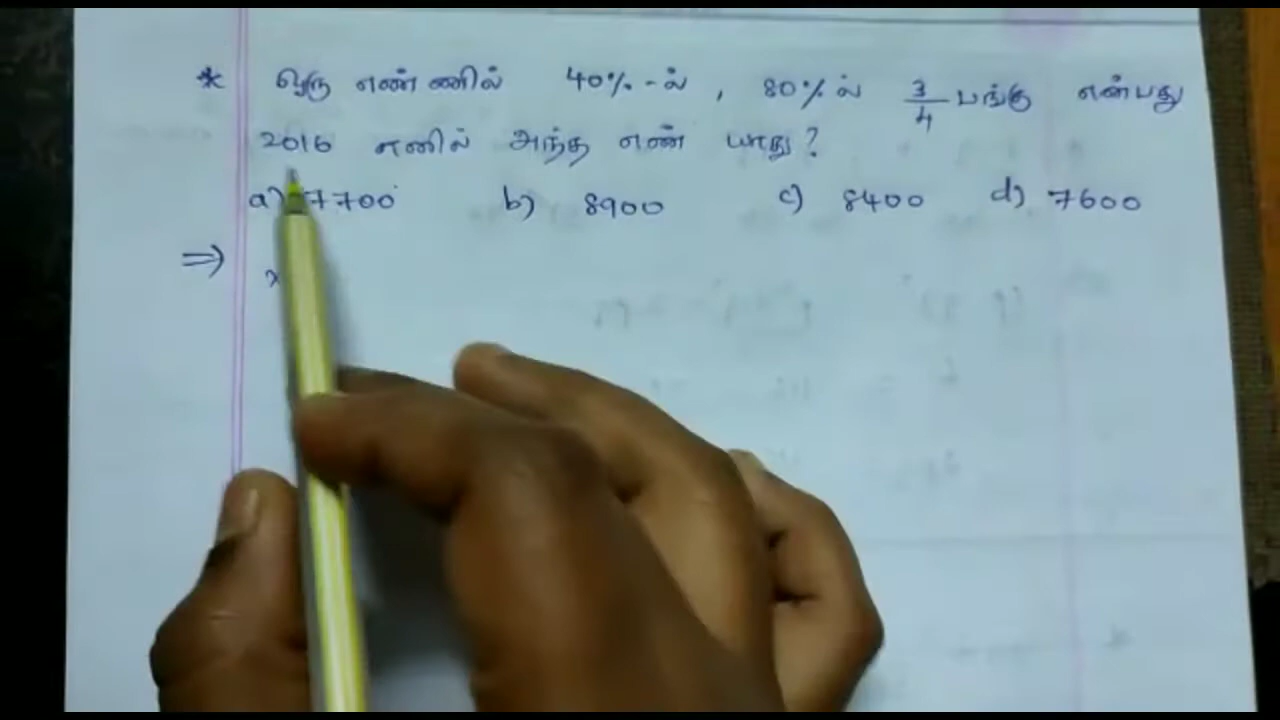 * ஒரு எண்ணில் 40%-ல் , 80%ல் 3/4 பங்கு என்பது
2016 எனில் அந்த எண் யாது?
a) 7700 b) 8900 c) 8400 d) 7600
⇒ x